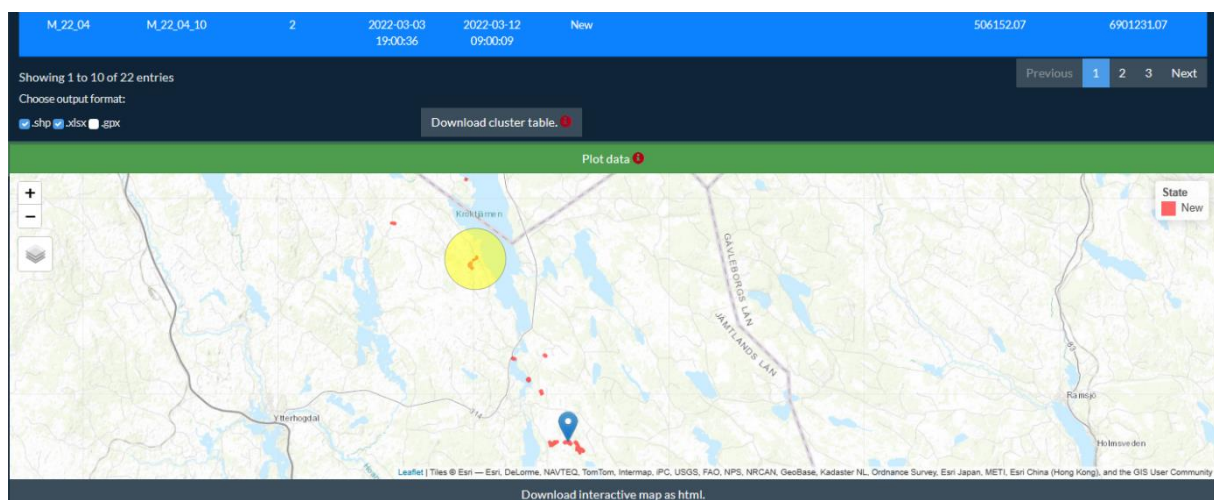 M_22_04 M_22_04_10 2 2022-03-03 2022-03-12 New 506152.07 6901231.07
19:00:36 09:00:09
Showing 1 to 10 of 22 entries
Previous 1 2 3 Next
Choose output format:
.shp .xlsx .gpx
Download cluster table.
Plot data
+
−
State
New
Kroktjärnen
GÄVLEBORGS LÄN
JÄMTLANDS LÄN
83
Ramsjö
Ytterhogdal
314
Holmsveden
Leaflet | Tiles © Esri — Esri, DeLorme, NAVTEQ, TomTom, Intermap, iPC, USGS, FAO, NPS, NRCAN, GeoBase, Kadaster NL, Ordnance Survey, Esri Japan, METI, Esri China (Hong Kong), and the GIS User Community
Download interactive map as html.